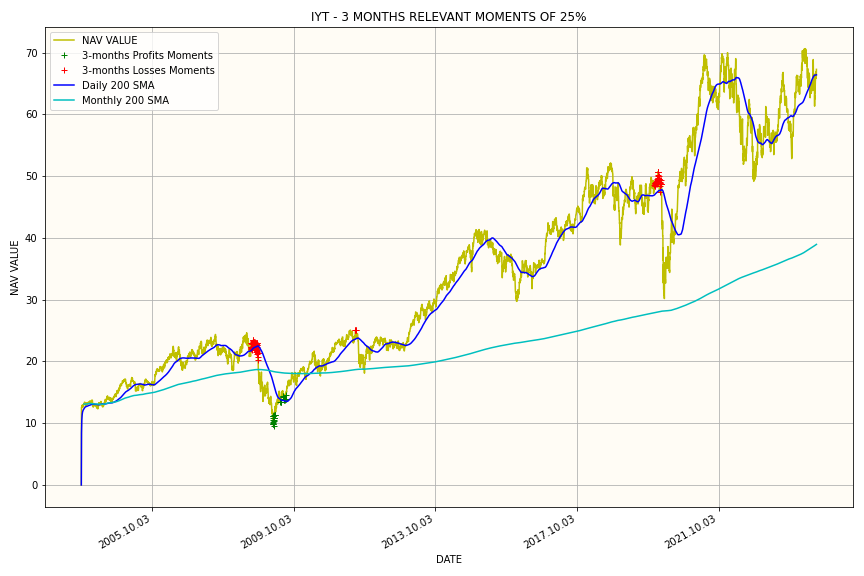 IYT - 3 MONTHS RELEVANT MOMENTS OF 25%
NAV VALUE
3-months Profits Moments
3-months Losses Moments
Daily 200 SMA
Monthly 200 SMA
70
60
50
40
30
20
10
0
NAV VALUE
2005.10.03
2009.10.03
2013.10.03
2017.10.03
2021.10.03
DATE